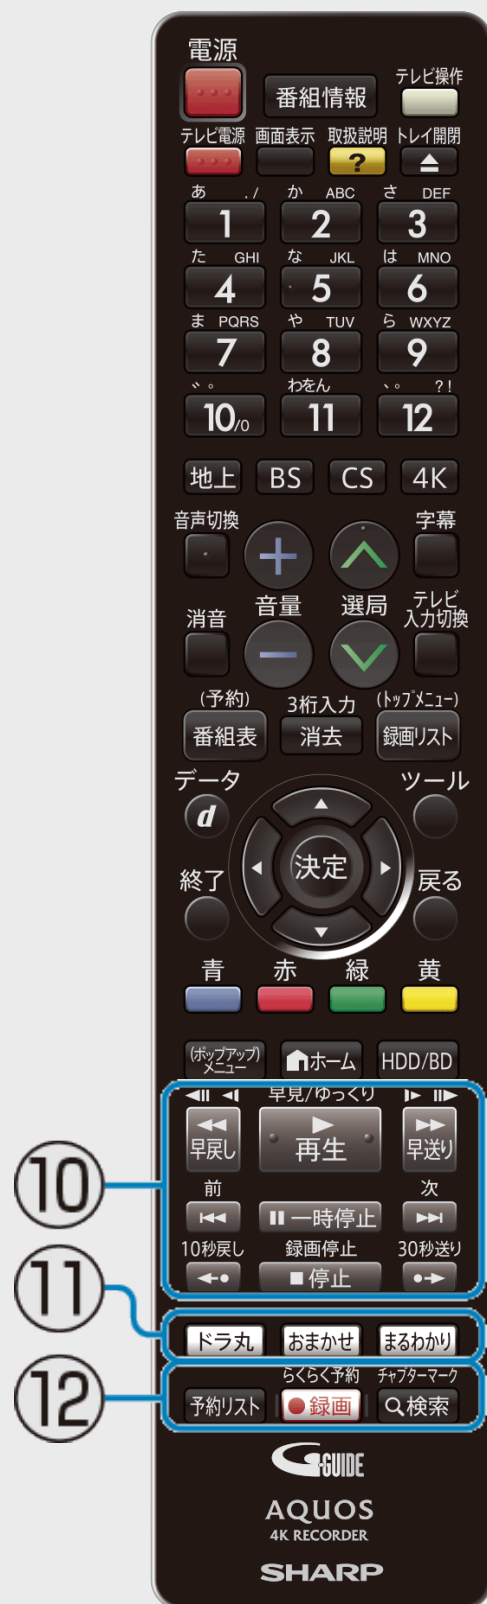 電源
番組情報
テレビ操作
テレビ電源 画面表示 取扱説明 トレイ開閉
?
あ ./ か ABC さ DEF
1 2 3
た GHI な JKL は MNO
4 5 6
ま PQRS や TUV ら WXYZ
7 8 9
゛゜ わをん 、。 ?!
10/0 11 12
地上 BS CS 4K
音声切換 字幕
+
消音 音量 選局 テレビ
入力切換
−
(予約) 3桁入力 (トップメニュー)
番組表 消去 録画リスト
データ ツール
d
決定
終了 戻る
青 赤 緑 黄
(ポップアップ)
メニュー ホーム HDD/BD
早見/ゆっくり
早戻し 再生 早送り
⑩
前 次
一時停止
10秒戻し 録画停止 30秒送り
停止
⑪
ドラ丸 おまかせ まるわかり
⑫
らくらく予約 チャプターマーク
予約リスト 録画 検索
G-GUIDE
AQUOS
4K RECORDER
SHARP